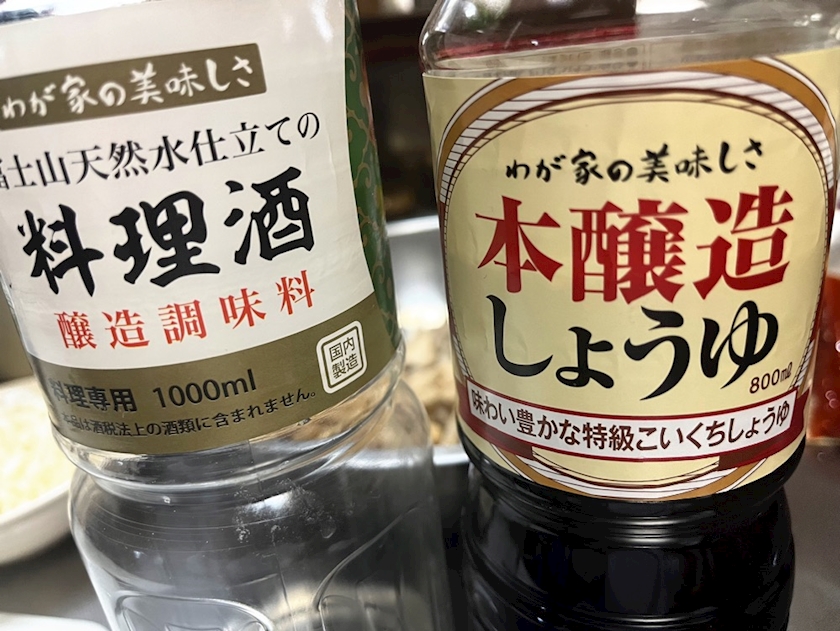 わが家の美味しさ
富士山天然水仕立ての
料理酒
醸造調味料
国内
製造
料理専用 1000ml
本品は酒税法上の酒類に含まれません。
わが家の美味しさ
本醸造
しょうゆ
800㎖
味わい豊かな特級こいくちしょうゆ